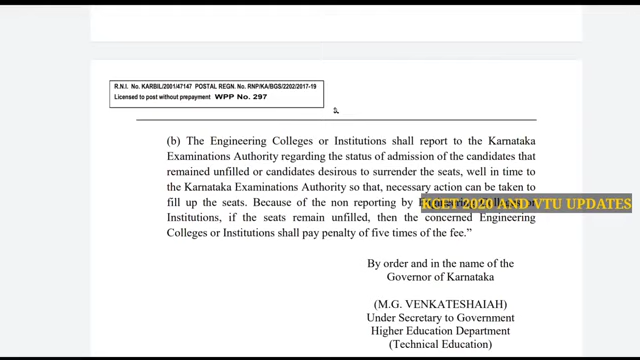 R.N.I. No. KARBIL/2001/47147 POSTAL REGN. No. RNP/KA/BGS/2202/2017-19
Licensed to post without prepayment WPP No. 297
(b) The Engineering Colleges or Institutions shall report to the Karnataka
Examinations Authority regarding the status of admission of the candidates that
remained unfilled or candidates desirous to surrender the seats, well in time to
the Karnataka Examinations Authority so that, necessary action can be taken to
fill up the seats. Because of the non reporting by
KCET 2020 AND VTU UPDATES
Institutions, if the seats remain unfilled, then the concerned Engineering
Colleges or Institutions shall pay penalty of five times of the fee.”
By order and in the name of the
Governor of Karnataka
(M.G. VENKATESHAIAH)
Under Secretary to Government
Higher Education Department
(Technical Education)